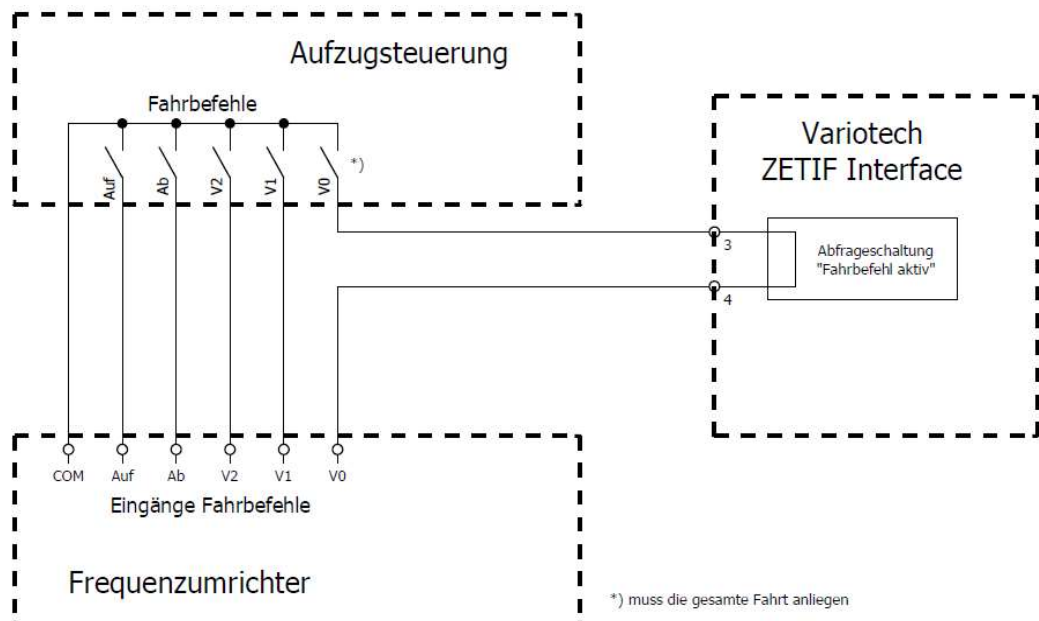 Aufzugsteuerung
Fahrbefehle
Auf
Ab
V2
V1
V0
*)
Variotech
ZETIF Interface
3
Abfrageschaltung
"Fahrbefehl aktiv"
4
COM
Auf
Ab
V2
V1
V0
Eingänge Fahrbefehle
Frequenzumrichter
*) muss die gesamte Fahrt anliegen